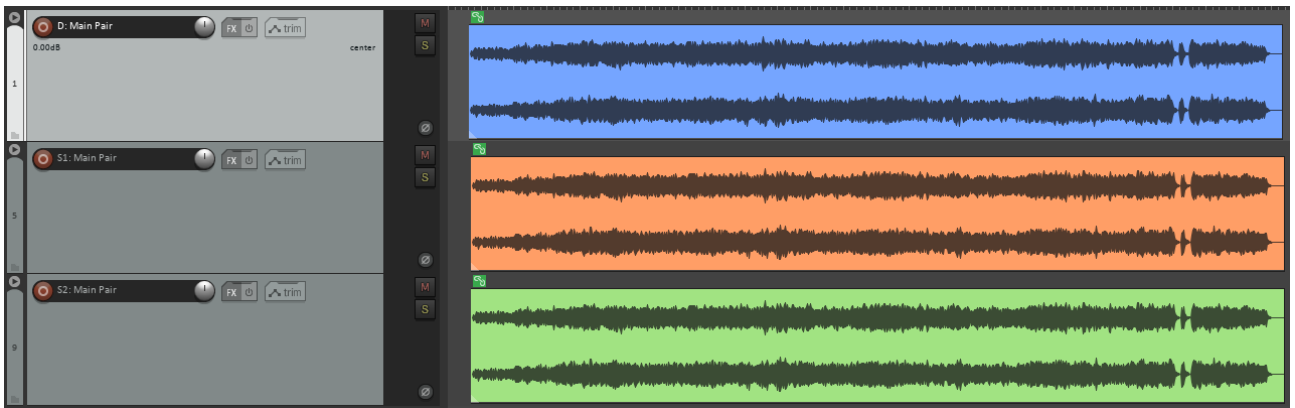 D: Main Pair FX trim M
0.00dB center S
1
S1: Main Pair FX trim M
S
5
S2: Main Pair FX trim M
S
9